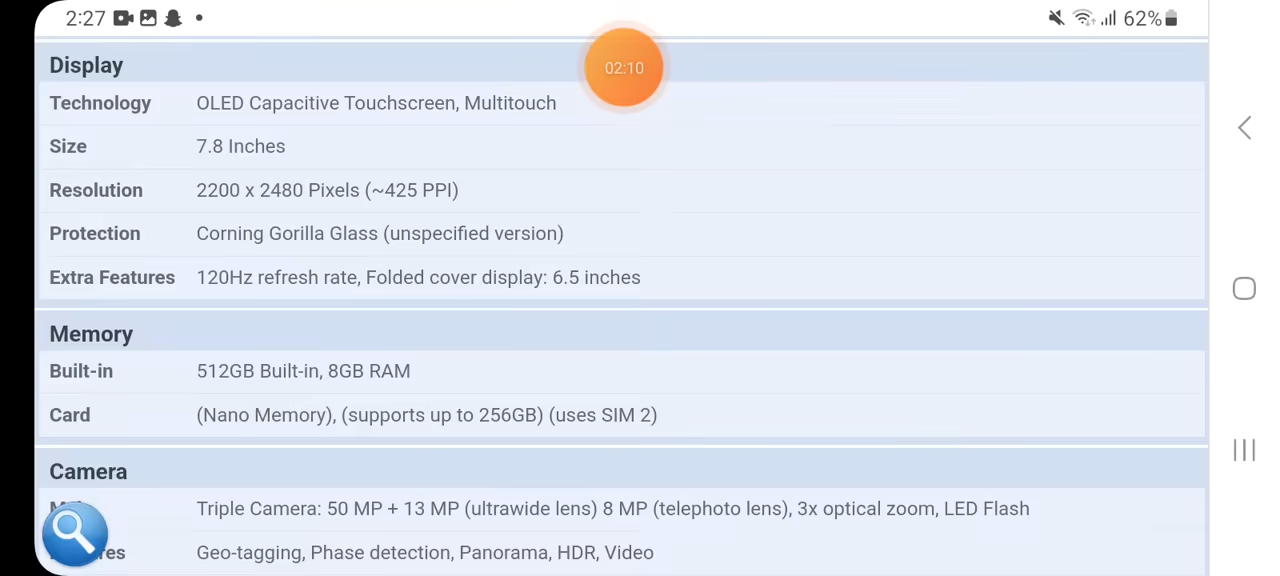 2:27 62%
Display
02:10
Technology OLED Capacitive Touchscreen, Multitouch
Size 7.8 Inches
Resolution 2200 x 2480 Pixels (~425 PPI)
Protection Corning Gorilla Glass (unspecified version)
Extra Features 120Hz refresh rate, Folded cover display: 6.5 inches
Memory
Built-in 512GB Built-in, 8GB RAM
Card (Nano Memory), (supports up to 256GB) (uses SIM 2)
Camera
Triple Camera: 50 MP + 13 MP (ultrawide lens) 8 MP (telephoto lens), 3x optical zoom, LED Flash
Geo-tagging, Phase detection, Panorama, HDR, Video